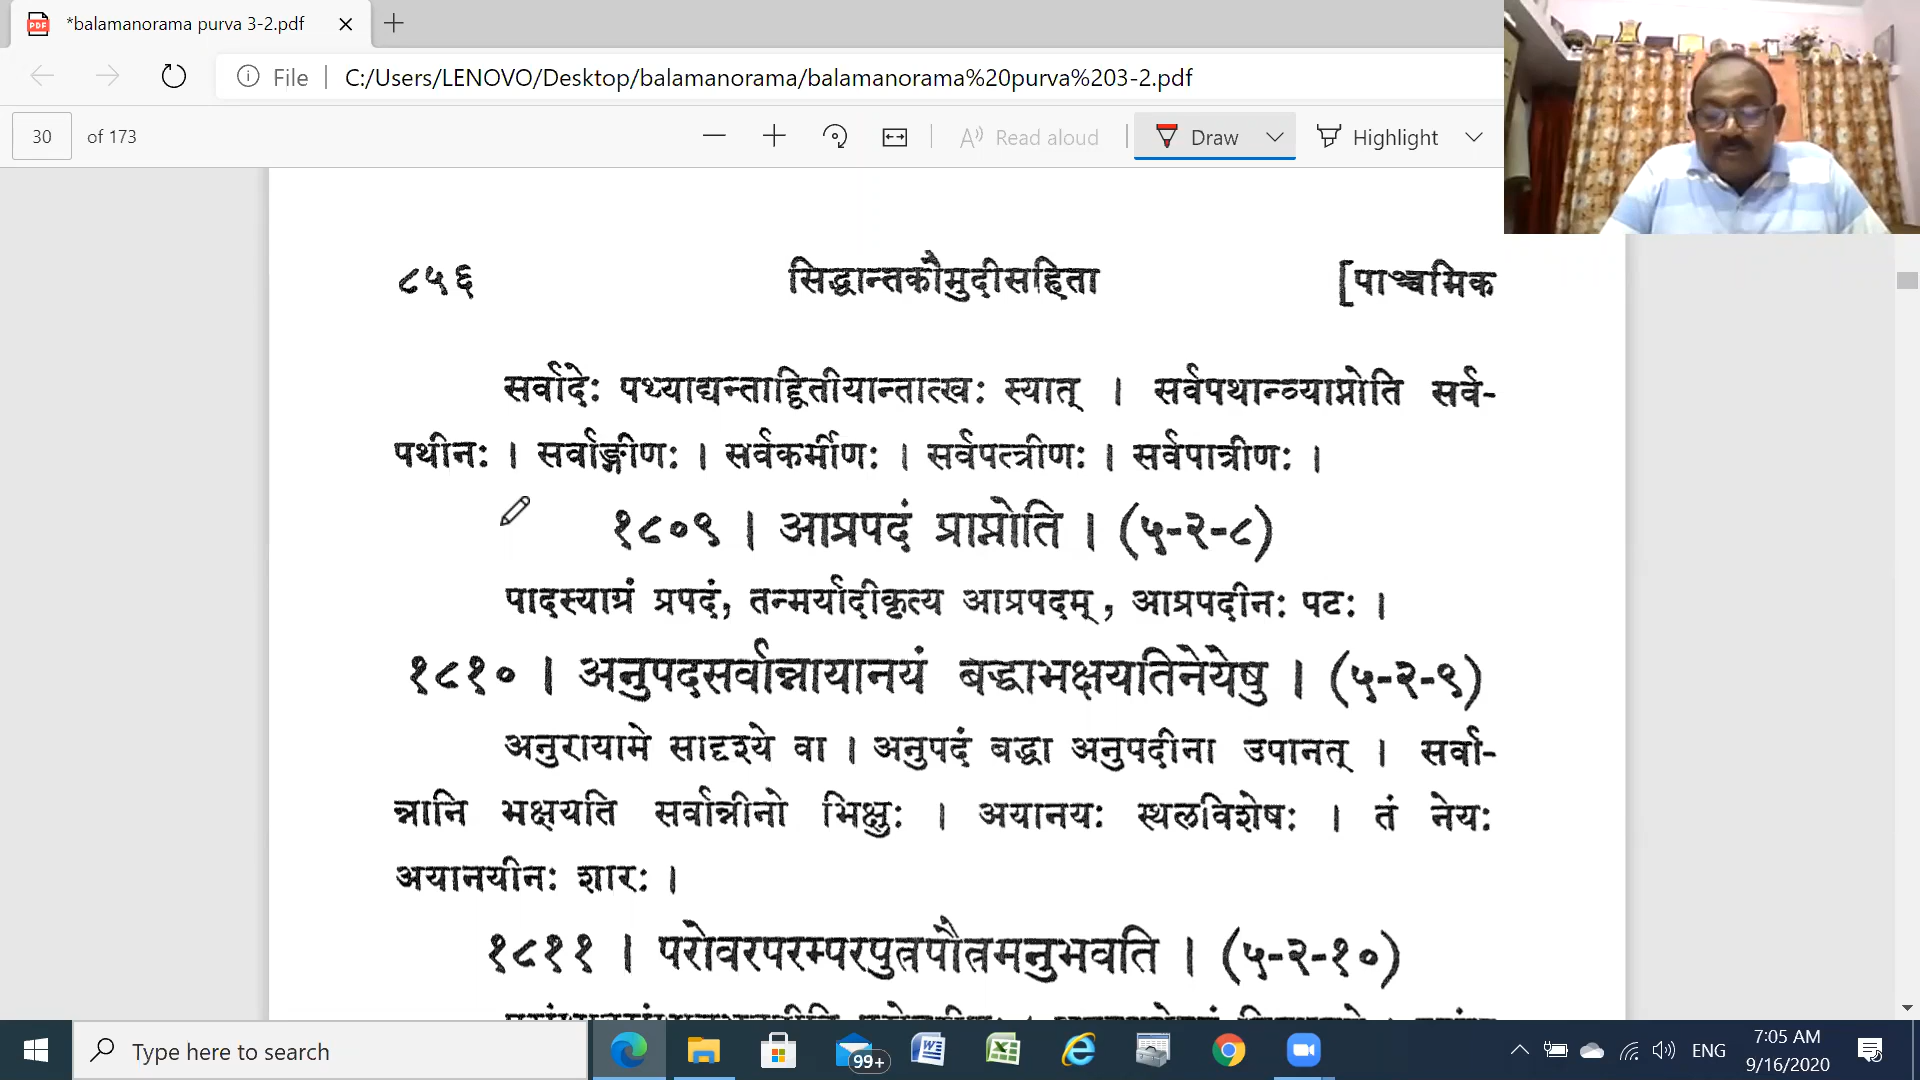 *balamanorama purva 3-2.pdf
File | C:/Users/LENOVO/Desktop/balamanorama/balamanorama%20purva%203-2.pdf
30 of 173 Read aloud Draw Highlight
८५६ सिद्धान्तकौमुदीसहिता [पाञ्चमिक
सर्वादेः पथ्याद्यन्ताद्द्वितीयान्तात्खः स्यात् । सर्वपथान्व्याप्नोति सर्व-
पथीनः । सर्वाङ्गीणः । सर्वकर्मीणः । सर्वपत्त्रीणः । सर्वपात्रीणः ।
१८०९ । आप्रपदं प्राप्नोति । (५-२-८)
पादस्याग्रं प्रपदं, तन्मर्यादीकृत्य आप्रपदम्, आप्रपदीनः पटः ।
१८१० । अनुपदसर्वान्नायानयं बद्धाभक्षयतिनेयेषु । (५-२-९)
अनुरायामे सादृश्ये वा । अनुपदं बद्धा अनुपदीना उपानत् । सर्वा-
न्नानि भक्षयति सर्वान्नीनो भिक्षुः । अयानयः स्थलविशेषः । तं नेयः
अयानयीनः शारः ।
१८११ । परोवरपरम्परपुत्रपौत्रमनुभवति । (५-२-१०)
Type here to search
99+
ENG
7:05 AM
9/16/2020